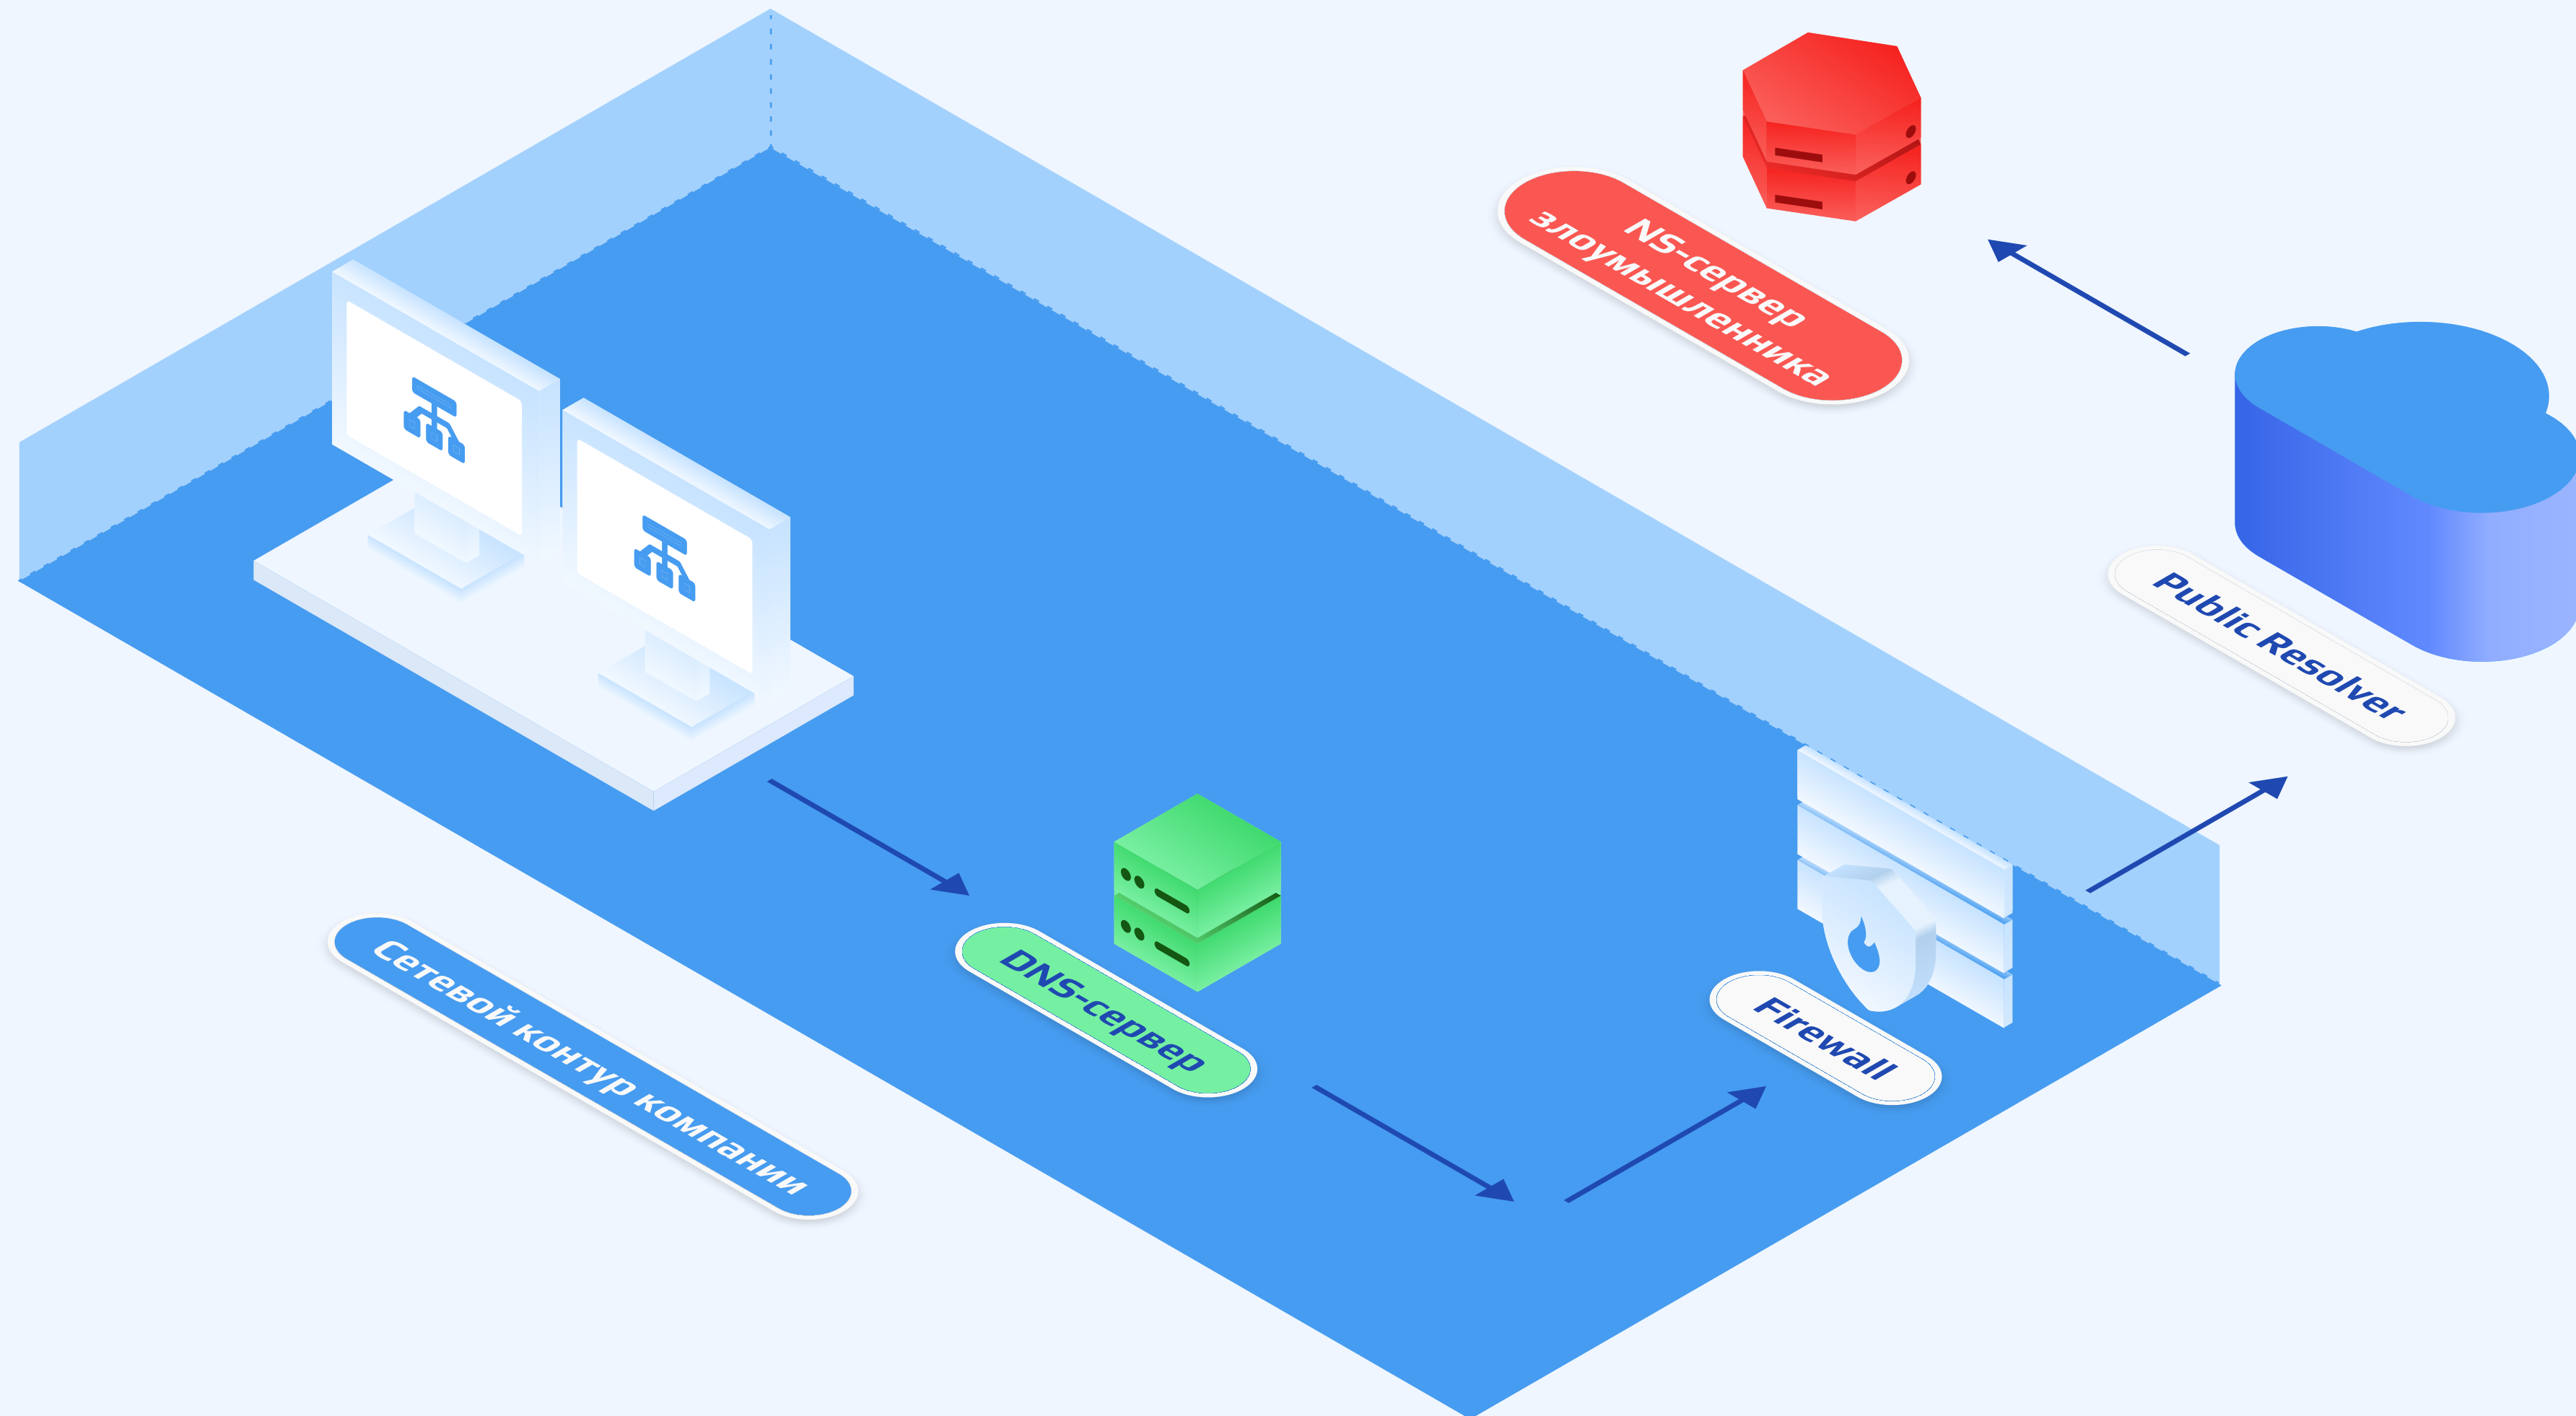 NS-сервер
злоумышленника
Public Resolver
Firewall
DNS-сервер
Сетевой контур компании